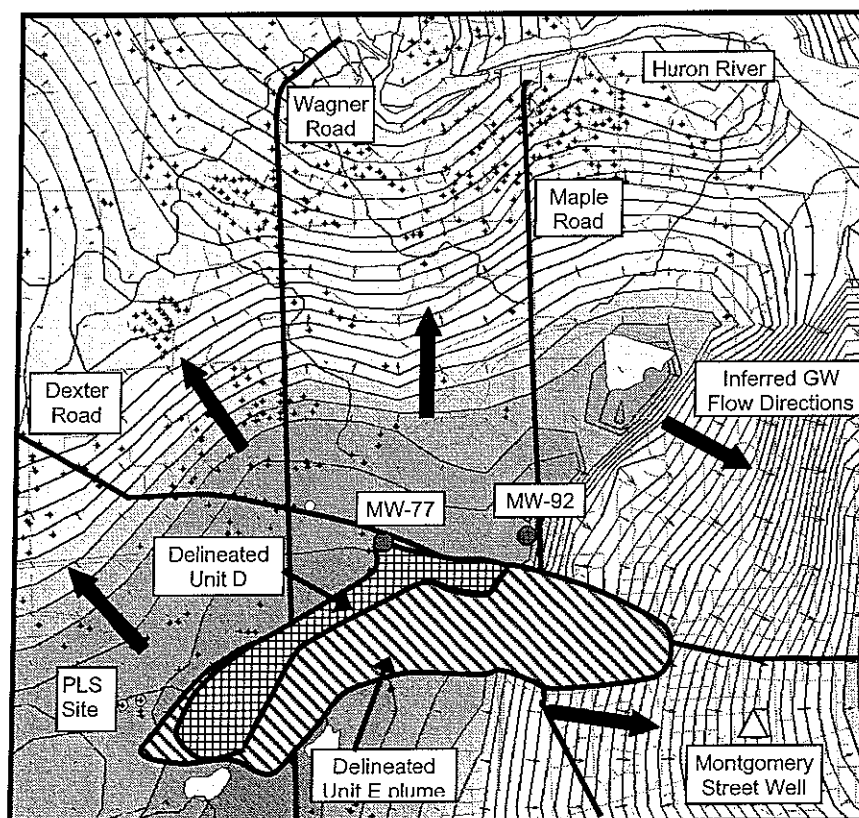 Huron River
Wagner
Road
Maple
Road
Dexter
Road
Inferred GW
Flow Directions
MW-77
MW-92
Delineated
Unit D
PLS
Site
Delineated
Unit E plume
Montgomery
Street Well